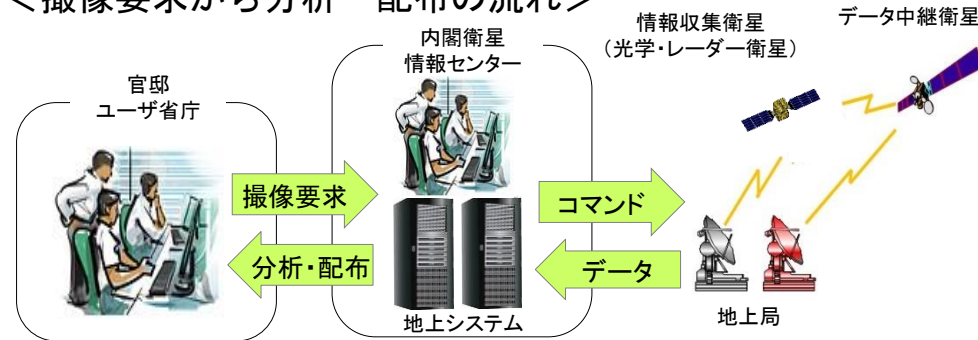 ＜撮像要求から分析・配布の流れ＞
官邸
ユーザ省庁
内閣衛星
情報センター
情報収集衛星
（光学・レーダー衛星）
データ中継衛星
撮像要求
分析・配布
コマンド
データ
地上システム
地上局